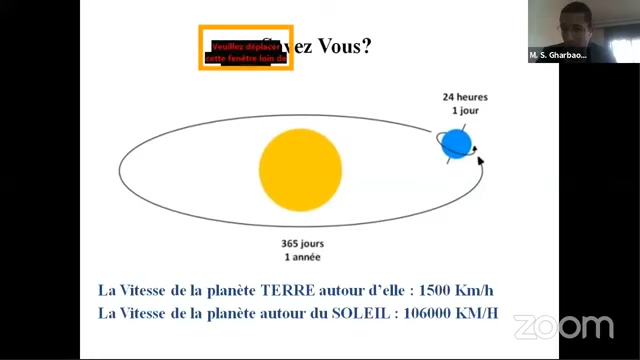 Veuillez déplacer
cette fenêtre loin de
Savez Vous?
M. S. Gharbao...
24 heures
1 jour
365 jours
1 année
La Vitesse de la planète TERRE autour d'elle : 1500 Km/h
La Vitesse de la planète autour du SOLEIL : 106000 KM/H
zoom